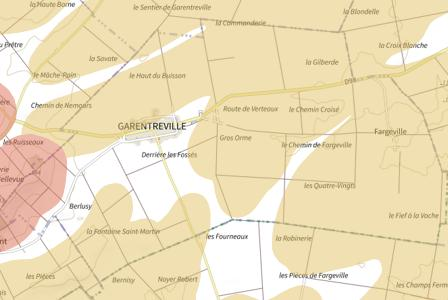 la Haute Borne
le Sentier de Garentreville
la Blondelle
la Commanderie
u Prêtre
la Croix Blanche
la Savate
la Gilberde
le Mâche-Pain
le Haut du Buisson
Chemin de Nemours
Route de Verteaux
le Chemin Croisé
GARENTREVILLE
Fargeville
Gros Orme
les Ruisseaux
le Chemin de Fargeville
Derrière les Fossés
ellevue
les Quatre-Vingts
Berlusy
le Fief à la Vache
la Fontaine Saint-Martin
les Fourneaux
la Robinerie
nt
les Pièces
Bernisy
Noyer Robert
les Pièces de Fargeville
les Champs